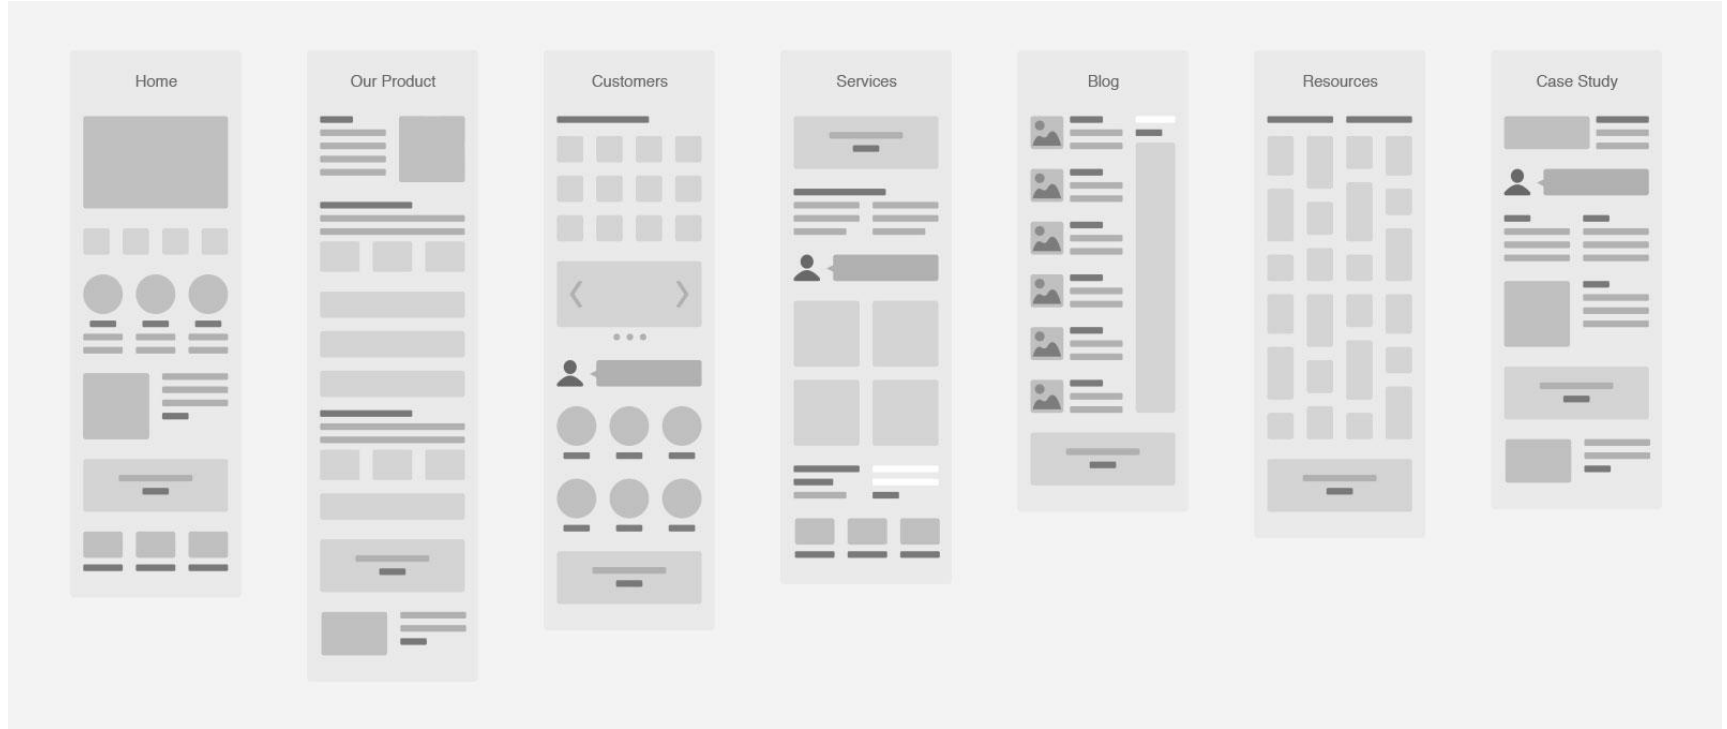 Home
Our Product
Customers
Services
Blog
Resources
Case Study